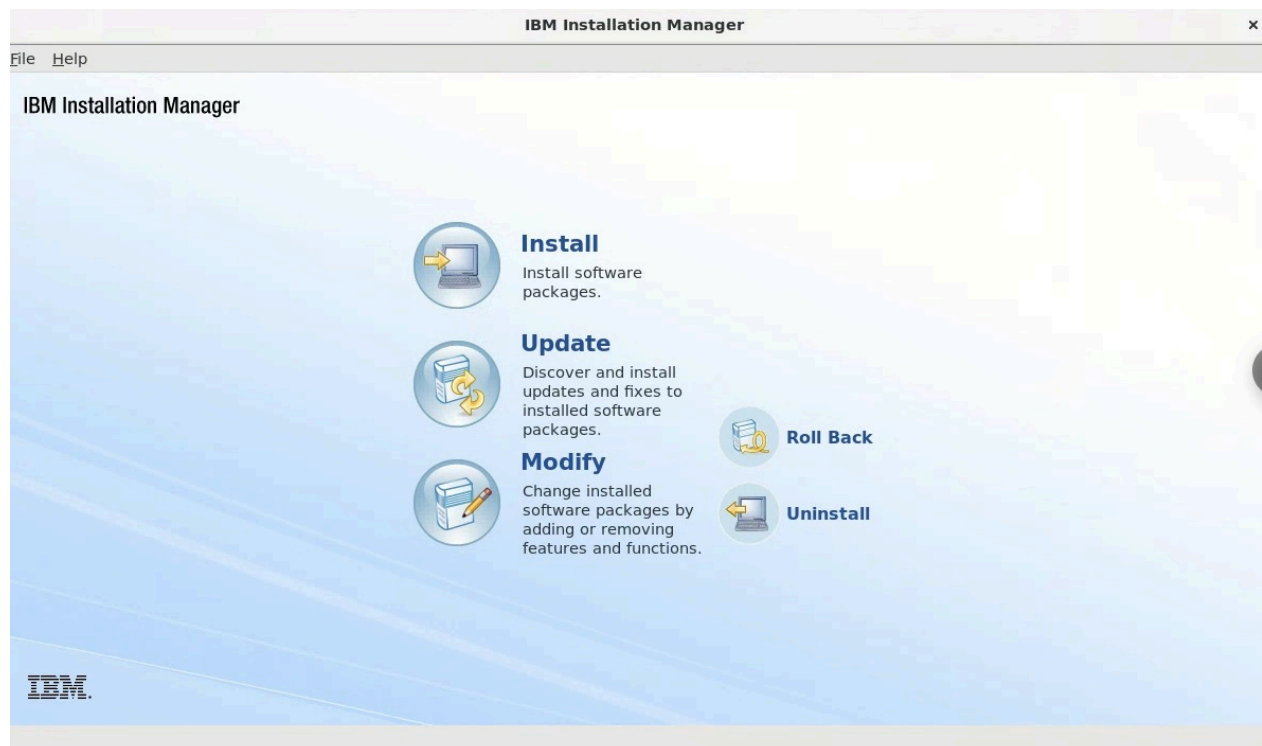 IBM Installation Manager
×
File Help
IBM Installation Manager
Install
Install software
packages.
Update
Discover and install
updates and fixes to
installed software
packages.
Modify
Change installed
software packages by
adding or removing
features and functions.
Roll Back
Uninstall
IBM.